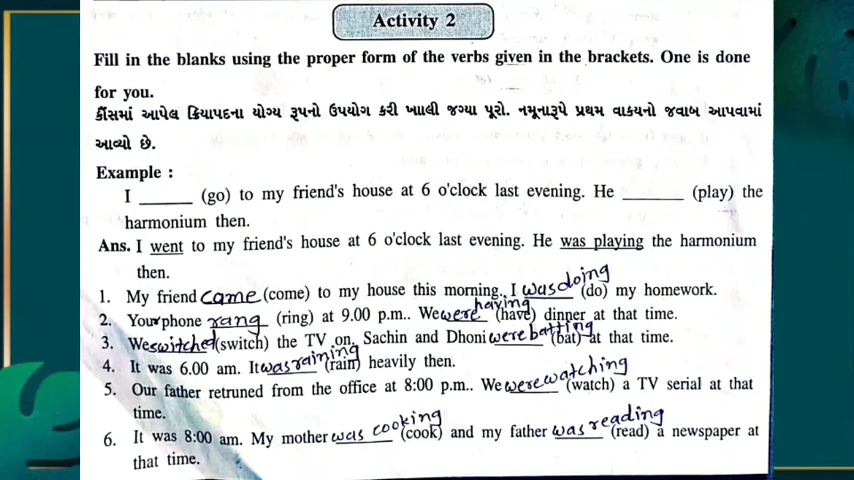 Activity 2
Fill in the blanks using the proper form of the verbs given in the brackets. One is done
for you.
કૌંસમાં આપેલ ક્રિયાપદના યોગ્ય રૂપનો ઉપયોગ કરી ખાલી જગ્યા પૂરો. નમૂનારૂપે પ્રથમ વાક્યનો જવાબ આપવામાં
આવ્યો છે.
Example :
I ______ (go) to my friend's house at 6 o'clock last evening. He ______ (play) the
harmonium then.
Ans. I went to my friend's house at 6 o'clock last evening. He was playing the harmonium
then.
1. My friend came (come) to my house this morning. I was doing (do) my homework.
2. Your phone rang (ring) at 9.00 p.m.. We were having (have) dinner at that time.
3. We switched (switch) the TV on. Sachin and Dhoni were batting (bat) at that time.
4. It was 6.00 am. It was raining (rain) heavily then.
5. Our father retruned from the office at 8:00 p.m.. We were watching (watch) a TV serial at that
time.
6. It was 8:00 am. My mother was cooking (cook) and my father was reading (read) a newspaper at
that time.